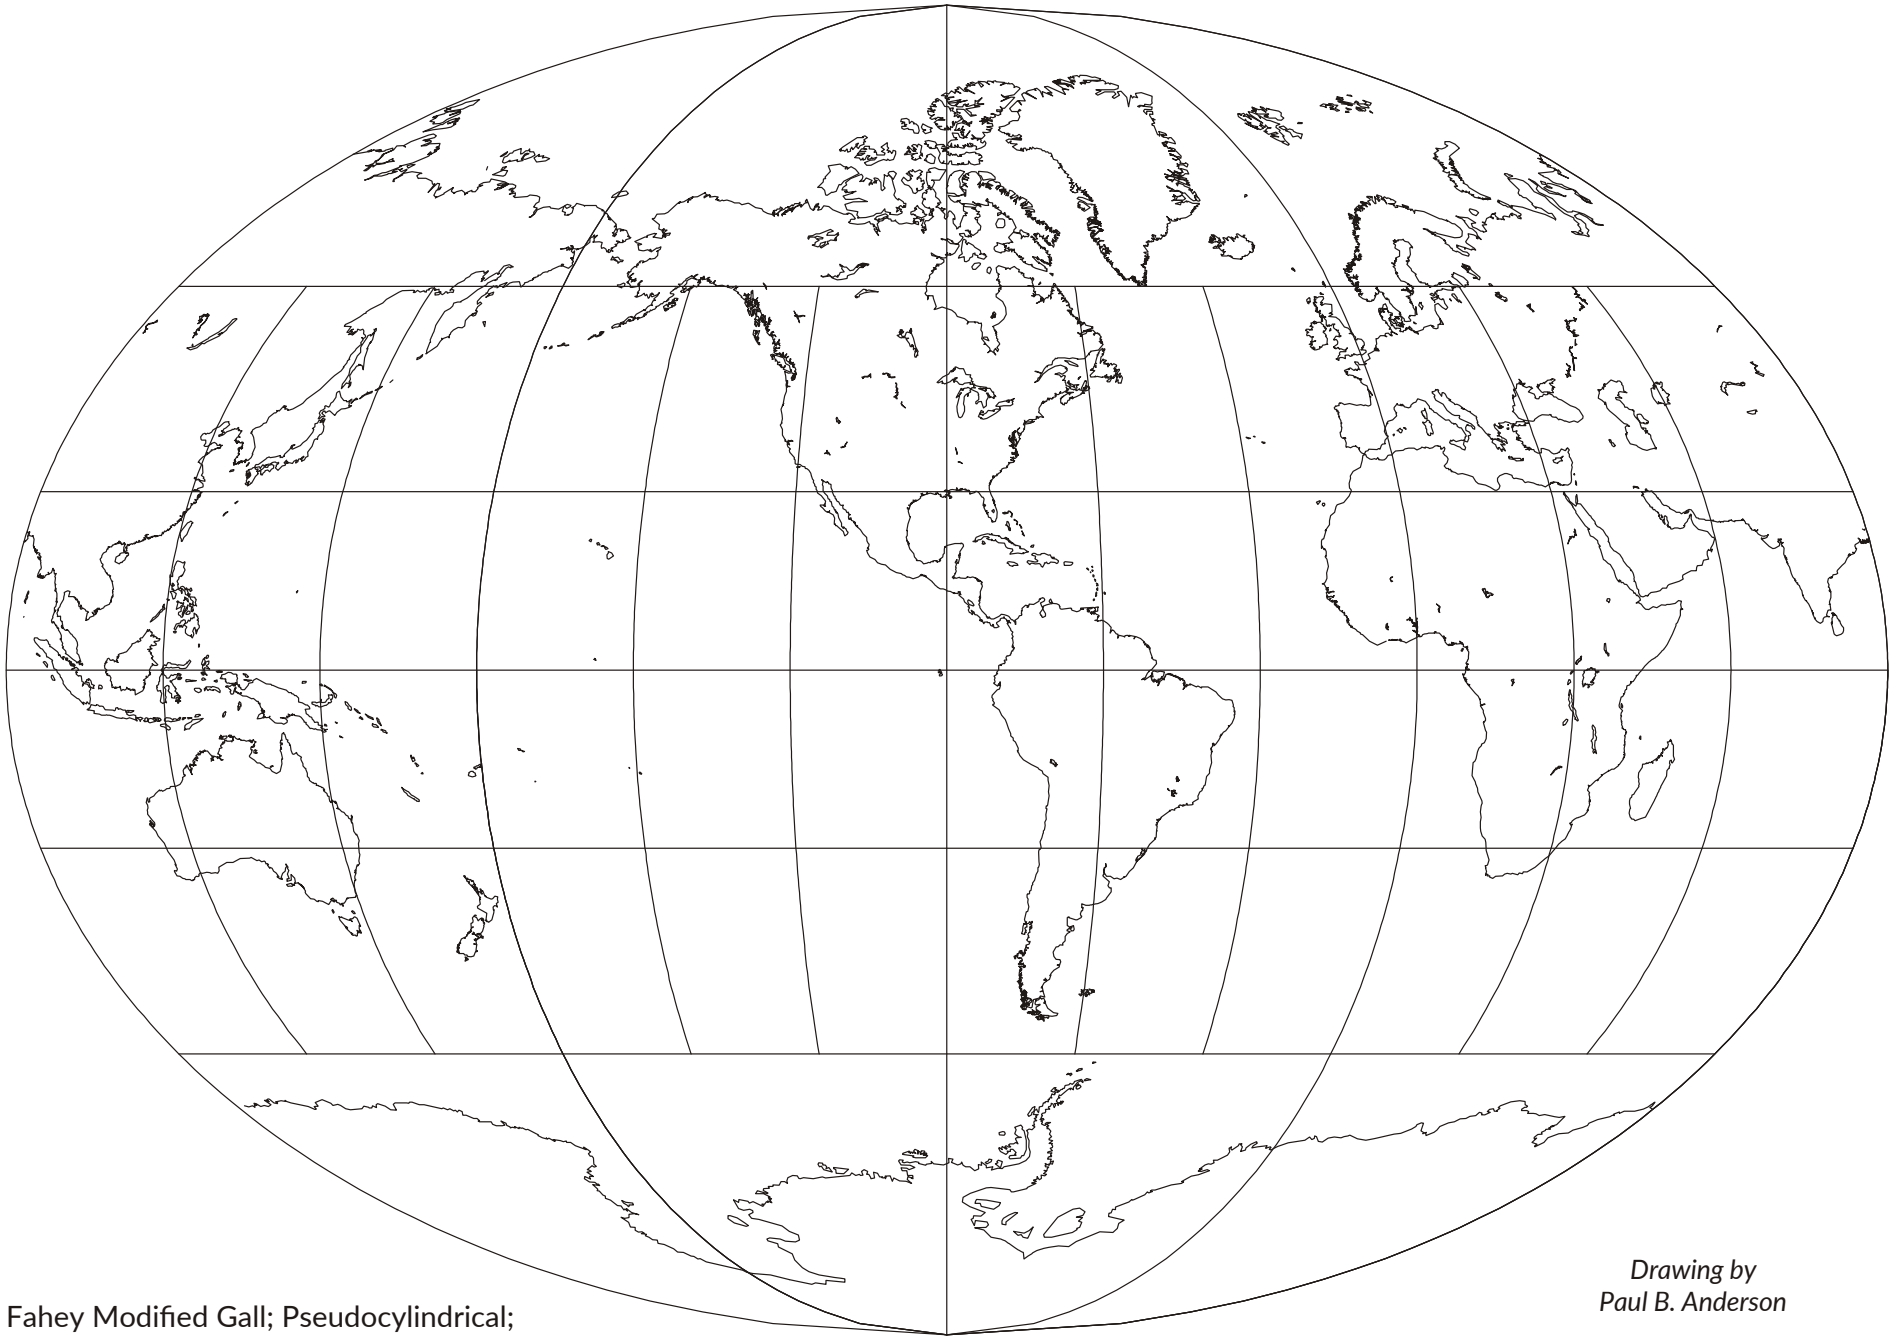 Drawing by
Paul B. Anderson
Fahey Modified Gall; Pseudocylindrical;